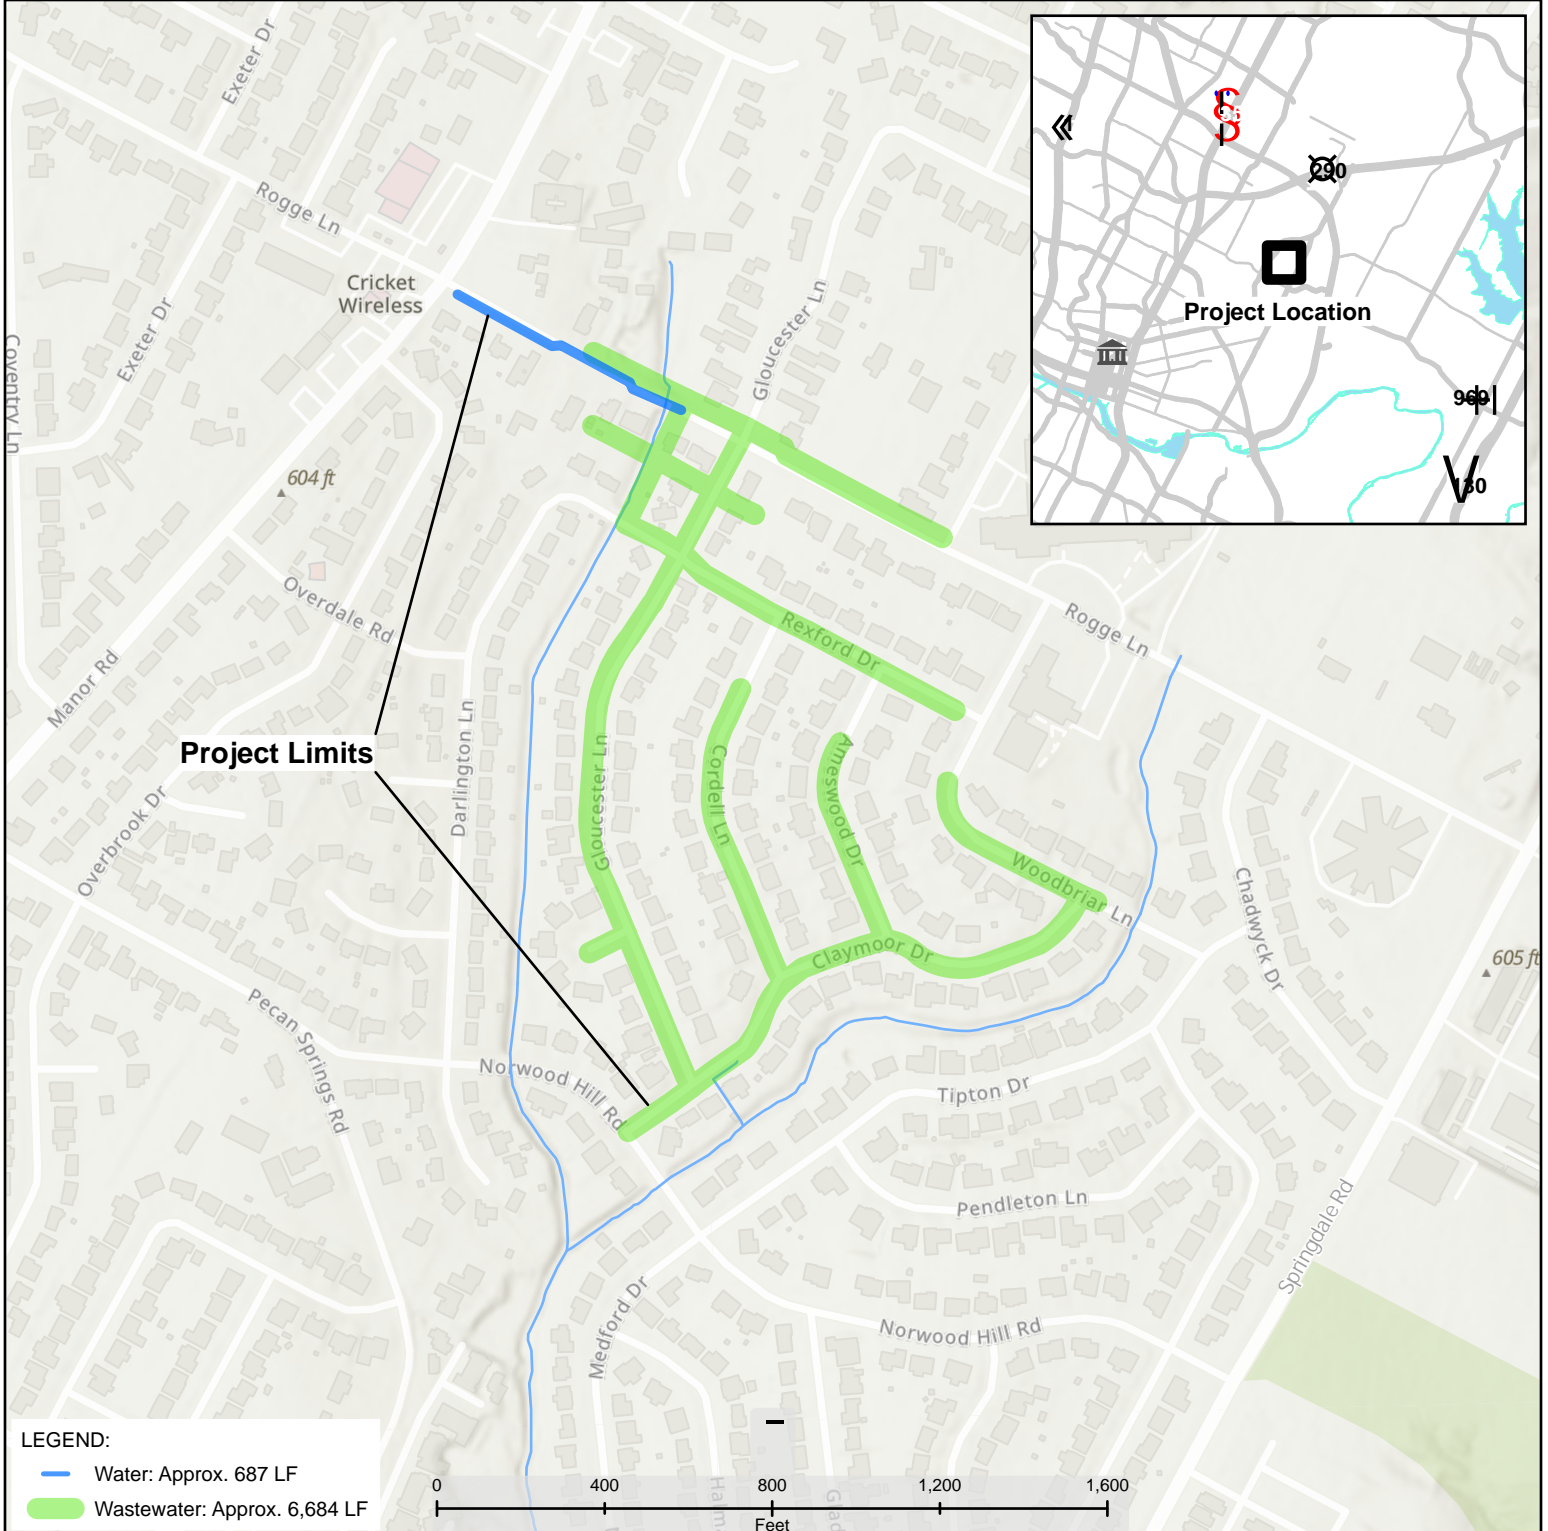 Exeter Dr
Rogge Ln
Cricket
Wireless
Exeter Dr
Coventry Ln
Gloucester Ln
604 ft
Overdale Rd
Manor Rd
Project Limits
Overbrook Dr
Darlington Ln
Gloucester Ln
Cordell Ln
Ameswood Dr
Rexford Dr
Rogge Ln
Woodbriar Ln
Claymoor Dr
Chadwyck Dr
605 ft
Pecan Springs Rd
Norwood Hill Rd
Tipton Dr
Pendleton Ln
Springdale Rd
Medford Dr
Norwood Hill Rd
290
Project Location
969
130
LEGEND:
Water: Approx. 687 LF
Wastewater: Approx. 6,684 LF
0 400 800 1,200 1,600
Feet